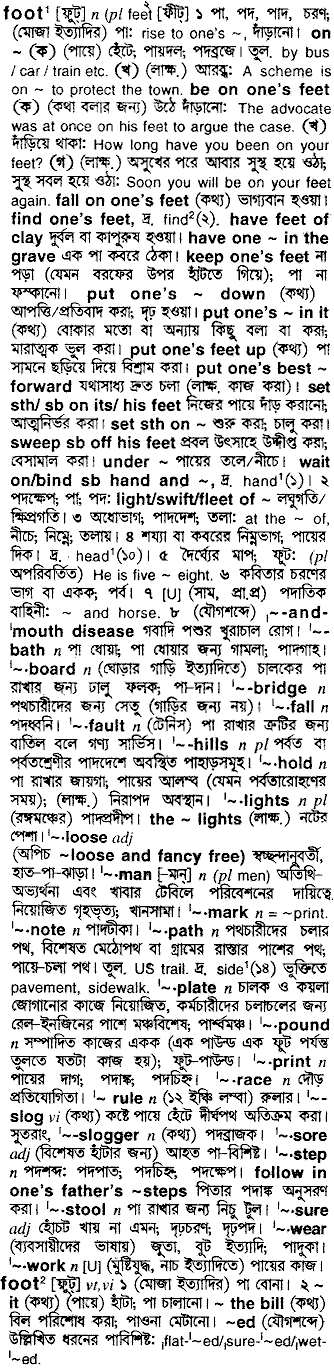 foot¹ [ফুট্] n (pl feet [ফীট্]) ১ পা, পদ, পাদ, চরণ;
(মোজা ইত্যাদির) পা: rise to one's ~, দাঁড়ানো। on
~ (ক) (পায়ে) হেঁটে; পায়দল; পদব্রজে। তুল. by bus
/ car / train etc. (খ) (লাক্ষ.) আরব্ধ: A scheme is
on ~ to protect the town. be on one's feet
(ক) (কথা বলার জন্য) উঠে দাঁড়ানো: The advocate
was at once on his feet to argue the case. (খ)
দাঁড়িয়ে থাকা: How long have you been on your
feet? (গ) (লাক্ষ.) অসুখের পরে আবার সুস্থ হয়ে ওঠা;
সুস্থ সবল হয়ে ওঠা: Soon you will be on your feet
again. fall on one's feet (কথ্য) ভাগ্যবান হওয়া।
find one's feet, দ্র. find²(২). have feet of
clay দুর্বল বা কাপুরুষ হওয়া। have one ~ in the
grave এক পা কবরে ঠেকা। keep one's feet না
পড়া (যেমন বরফের উপর হাঁটতে গিয়ে); পা না
ফস্কানো। put one's ~ down (কথ্য)
আপত্তি/প্রতিবাদ করা; দৃঢ় হওয়া। put one's ~ in it
(কথ্য) বোকার মতো বা অন্যায় কিছু বলা বা করা;
মারাত্মক ভুল করা। put one's feet up (কথ্য) পা
সামনে ছড়িয়ে দিয়ে বিশ্রাম করা। put one's best ~
forward যথাসাধ্য দ্রুত চলা (লাক্ষ. কাজ করা)। set
sth/ sb on its/ his feet নিজের পায়ে দাঁড় করানো;
আত্মনির্ভর করা। set sth on ~ শুরু করা; চালু করা।
sweep sb off his feet প্রবল উৎসাহে উদ্দীপ্ত করা;
বেসামাল করা। under ~ পায়ের তলে/নীচে। wait
on/bind sb hand and ~, দ্র. hand¹(১)। ২
পদক্ষেপ; পা; পদ: light/swift/fleet of ~ লঘুগতি/
ক্ষিপ্রগতি। ৩ অধোভাগ; পাদদেশ, তলা: at the ~ of,
নীচে; নিম্নে; তলায়। ৪ শয্যা বা কবরের নিম্নভাগ; পায়ের
দিক। দ্র. head¹(১০)। ৫ দৈর্ঘ্যের মাপ; ফুট: (pl
অপরিবর্তিত) He is five ~ eight. ৬ কবিতার চরণের
ভাগ বা একক; পর্ব। ৭ [U] (সাম, প্রা.প্র) পদাতিক
বাহিনী: ~ and horse. ৮ (যৌগশব্দে) ˌ~-and-
ˈmouth disease গবাদি পশুর খুরাচাল রোগ। ˈ~-
bath n পা ধোয়া; পা ধোয়ার জন্য গামলা; পাদগাহ।
ˈ~·board n (ঘোড়ার গাড়ি ইত্যাদিতে) চালকের পা
রাখার জন্য ঢালু ফলক; পা-দান। ˈ~·bridge n
পথচারীদের জন্য সেতু (গাড়ির জন্য নয়)। ˈ~·fall n
পদধ্বনি। ˈ~·fault n (টেনিস) পা রাখার ত্রুটির জন্য
বাতিল বলে গণ্য সার্ভিস। ˈ~·hills n pl পর্বত বা
পর্বতশ্রেণীর পাদদেশে অবস্থিত পাহাড়সমূহ। ˈ~·hold n
পা রাখার জায়গা; পায়ের আলম্ব (যেমন পর্বতারোহণের
সময়); (লাক্ষ.) নিরাপদ অবস্থান। ˈ~·lights n pl
(রঙ্গমঞ্চের) পাদপ্রদীপ। the ~ lights (লাক্ষ.) নটের
পেশা। ˈ~·loose adj
(অপিচ ~loose and fancy free) স্বচ্ছন্দানুবর্তী,
হাত-পা-ঝাড়া। ˈ~·man [-মান্] n (pl men) অতিথি-
অভ্যর্থনা এবং খাবার টেবিলে পরিবেশনের দায়িত্বে
নিয়োজিত গৃহভৃত্য; খানসামা। ˈ~·mark n = ~print.
ˈ~·note n পাদটীকা। ˈ~·path n পথচারীদের চলার
পথ, বিশেষত মেঠোপথ বা গ্রামের রাস্তার পাশের পথ;
পায়ে-চলা পথ। তুল. US trail. দ্র. side¹(১৪) ভুক্তিতে
pavement, sidewalk. ˈ~·plate n চালক ও কয়লা
জোগানোর কাজে নিয়োজিত, কর্মচারীদের চলাচলের জন্য
রেল-ইনজিনের পাশে মঞ্চবিশেষ; পার্শ্বমঞ্চ। ˈ~·pound
n সম্পাদিত কাজের একক (এক পাউন্ড এক ফুট পর্যন্ত
তুলতে যতটা কাজ হয়); ফুট-পাউন্ড। ˈ~·print n
পায়ের দাগ; পদাঙ্ক; পদচিহ্ন। ˈ~·race n দৌড়
প্রতিযোগিতা। ˈ~ rule n (১২ ইঞ্চি লম্বা) রুলার। ˈ~-
slog vi (কথ্য) কষ্টে পায়ে হেঁটে দীর্ঘপথ অতিক্রম করা।
সুতরাং, ˈ~-slogger n (কথ্য) পদব্রাজক। ˈ~·sore
adj (বিশেষত হাঁটার জন্য) আহত পা-বিশিষ্ট। ˈ~·step
n পদশব্দ; পদপাত; পদচিহ্ন; পদক্ষেপ। follow in
one's father's ~steps পিতার পদাঙ্ক অনুসরণ
করা। ˈ~·stool n পা রাখার জন্য নিচু টুল। ˈ~·sure
adj হোঁচট খায় না এমন; দৃঢ়চরণ; দৃঢ়পদ। ˈ~·wear
(ব্যবসায়ীদের ভাষায়) জুতা, বুট ইত্যাদি; পাদুকা।
ˈ~·work n [U] (মুষ্টিযুদ্ধ, নাচ ইত্যাদিতে) পায়ের কাজ।
foot² [ফুট্] vt,vi ১ (মোজা ইত্যাদির) পা বোনা। ২ ~
it (কথ্য) (পায়ে) হাঁটা; পা চালানো। ~ the bill (কথ্য)
বিল পরিশোধ করা; পাওনা মেটানো। ~ed (যৌগশব্দে)
উল্লিখিত ধরনের পাবিশিষ্ট: ˌflat-ˈ~ed/ˌsure-ˈ~ed/ˌwet-
ˈ~ed.